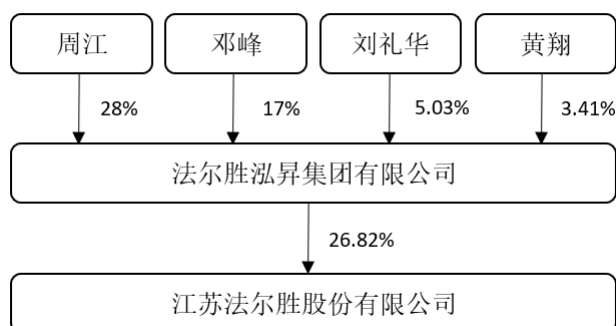 周江
邓峰
刘礼华
黄翔
28%
17%
5.03%
3.41%
法尔胜泓昇集团有限公司
26.82%
江苏法尔胜股份有限公司